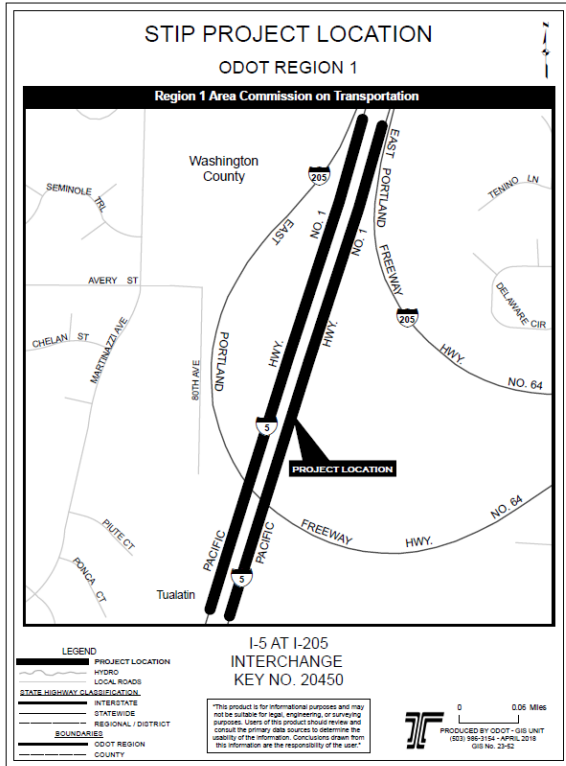 STIP PROJECT LOCATION
ODOT REGION 1
Region 1 Area Commission on Transportation
Washington
County
205
EAST
PORTLAND
FREEWAY
HWY.
NO. 64
EAST
PORTLAND
FREEWAY
205
HWY.
NO. 64
NO. 1
HWY.
5
PACIFIC
NO. 1
HWY.
PACIFIC
5
SEMINOLE TRL
AVERY ST
CHELAN ST
MARTINAZZI AVE
80TH AVE
PIUTE CT
PONCA CT
Tualatin
TENINO LN
DELAWARE CIR
PROJECT LOCATION
I-5 AT I-205
INTERCHANGE
KEY NO. 20450
LEGEND
PROJECT LOCATION
HYDRO
LOCAL ROADS
STATE HIGHWAY CLASSIFICATION
INTERSTATE
STATEWIDE
REGIONAL / DISTRICT
BOUNDARIES
ODOT REGION
COUNTY
"This product is for informational purposes and may
not be suitable for legal, engineering, or surveying
purposes. Users of this product should review and
consult the primary data sources to determine the
usability of the information. Conclusions drawn from
this information are the responsibility of the user."
0 0.06 Miles
PRODUCED BY ODOT - GIS UNIT
(503) 986-3154 - APRIL 2018
GIS No. 23-52